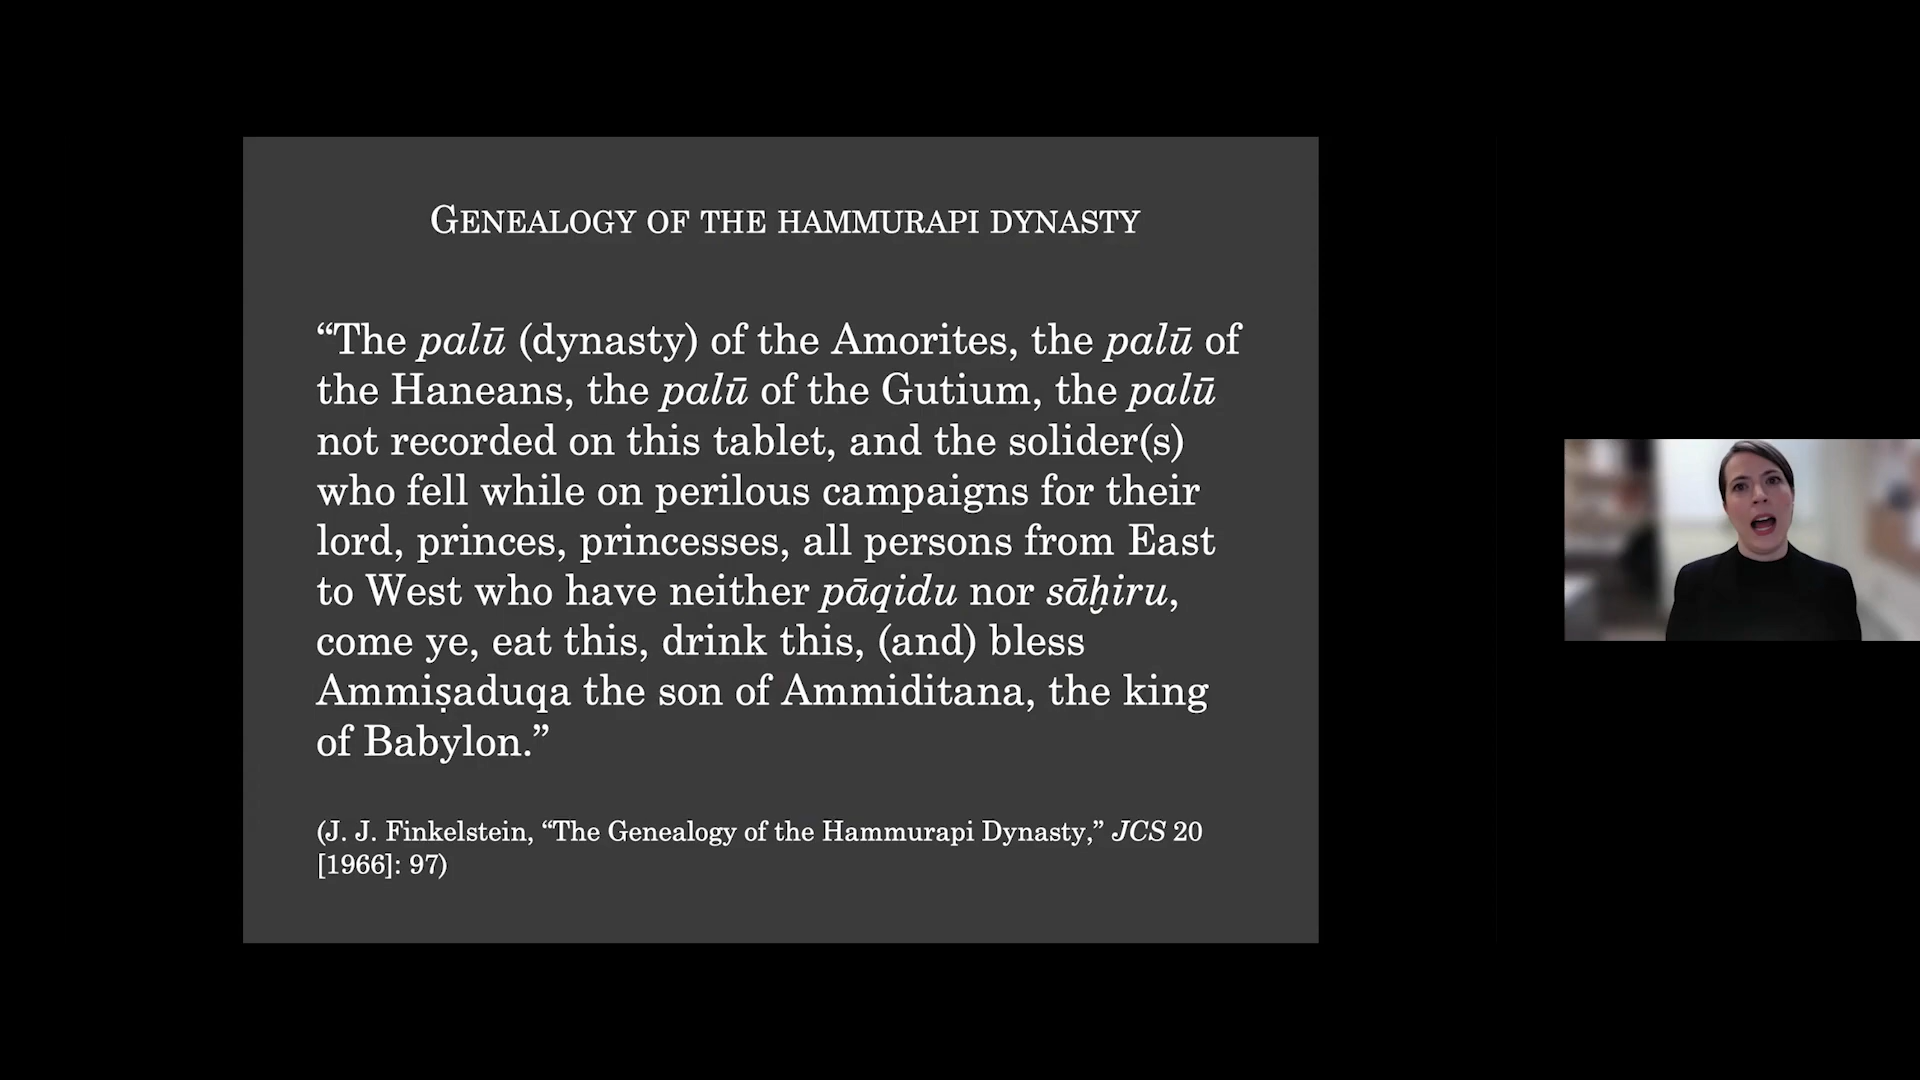 GENEALOGY OF THE HAMMURAPI DYNASTY
“The palū (dynasty) of the Amorites, the palū of
the Haneans, the palū of the Gutium, the palū
not recorded on this tablet, and the solider(s)
who fell while on perilous campaigns for their
lord, princes, princesses, all persons from East
to West who have neither pāqidu nor sāḫiru,
come ye, eat this, drink this, (and) bless
Ammiṣaduqa the son of Ammiditana, the king
of Babylon.”
(J. J. Finkelstein, “The Genealogy of the Hammurapi Dynasty,” JCS 20
[1966]: 97)